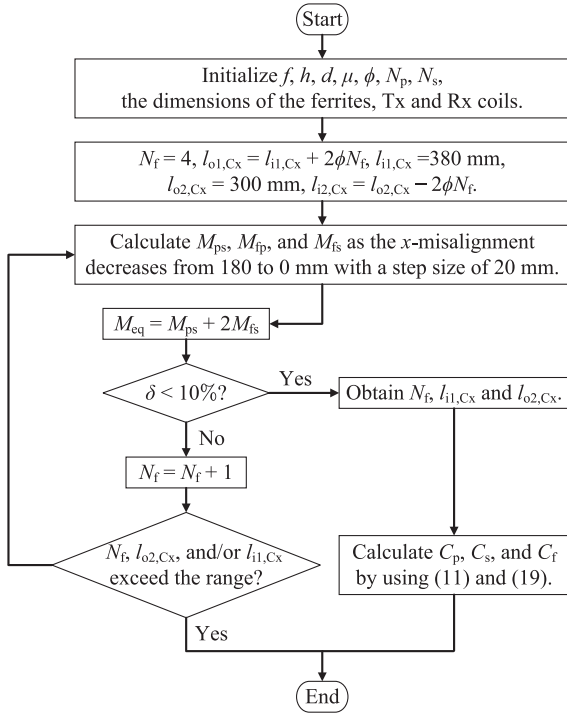 Start
Initialize f, h, d, μ, ϕ, Np, Ns,
the dimensions of the ferrites, Tx and Rx coils.
Nf = 4, lo1,Cx = li1,Cx + 2ϕNf, li1,Cx =380 mm,
lo2,Cx = 300 mm, li2,Cx = lo2,Cx − 2ϕNf.
Calculate Mps, Mfp, and Mfs as the x-misalignment
decreases from 180 to 0 mm with a step size of 20 mm.
Meq = Mps + 2Mfs
δ < 10%?
Yes
Obtain Nf, li1,Cx and lo2,Cx.
No
Nf = Nf + 1
Nf, lo2,Cx, and/or li1,Cx
exceed the range?
Calculate Cp, Cs, and Cf
by using (11) and (19).
Yes
End